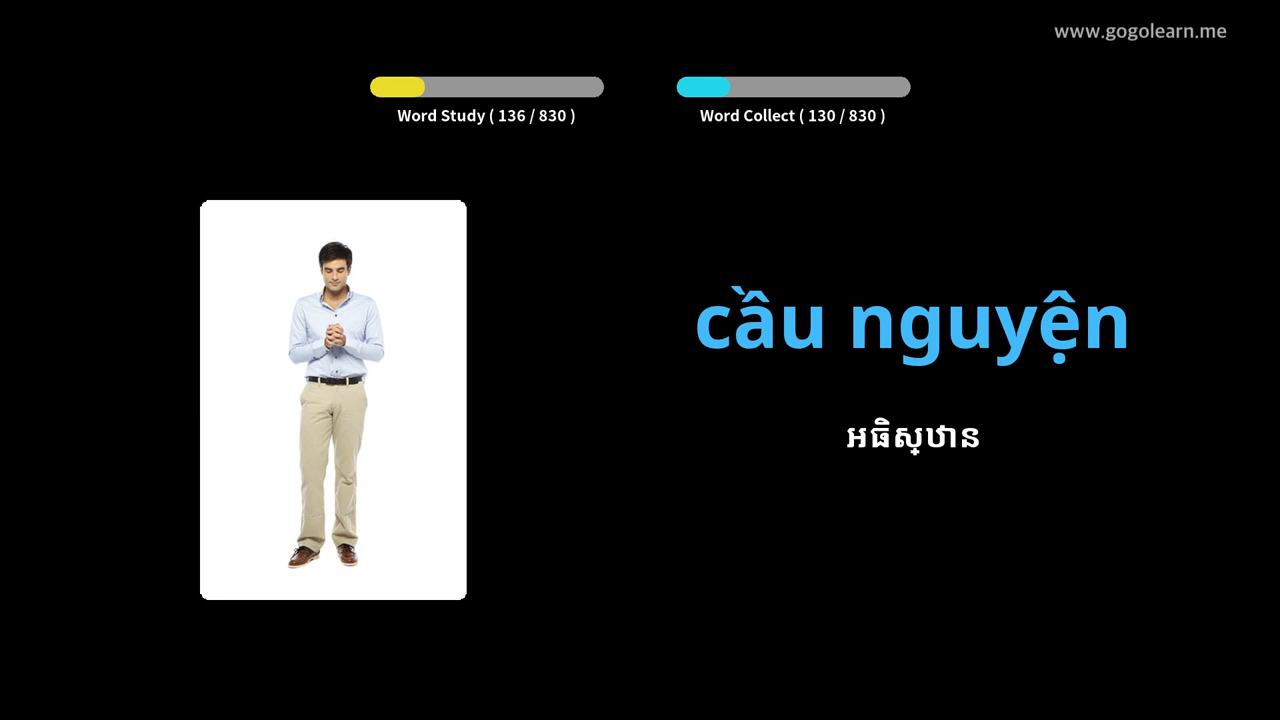 www.gogolearn.me
Word Study ( 136 / 830 )
Word Collect ( 130 / 830 )
cầu nguyện
អធិស្ឋាន